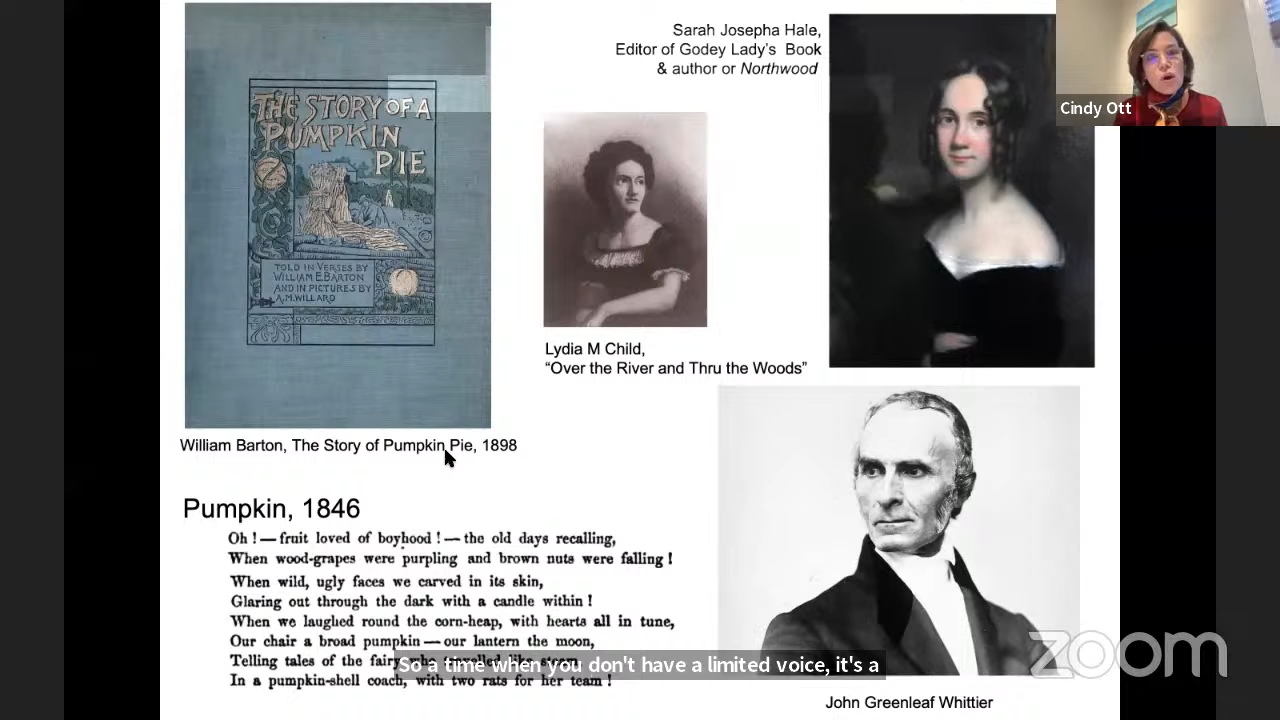 THE STORY OF A
PUMPKIN
PIE
TOLD IN VERSES BY
WILLIAM E. BARTON
AND IN PICTURES BY
A.M. WILLARD
William Barton, The Story of Pumpkin Pie, 1898
Sarah Josepha Hale,
Editor of Godey Lady's Book
& author or Northwood
Lydia M Child,
“Over the River and Thru the Woods”
Cindy Ott
Pumpkin, 1846
Oh ! — fruit loved of boyhood ! — the old days recalling,
When wood-grapes were purpling and brown nuts were falling !
When wild, ugly faces we carved in its skin,
Glaring out through the dark with a candle within !
When we laughed round the corn-heap, with hearts all in tune,
Our chair a broad pumpkin — our lantern the moon,
Telling tales of the fairy
In a pumpkin-shell coach, with two rats for her team !
So a time when you don't have a limited voice, it's a
zoom
John Greenleaf Whittier